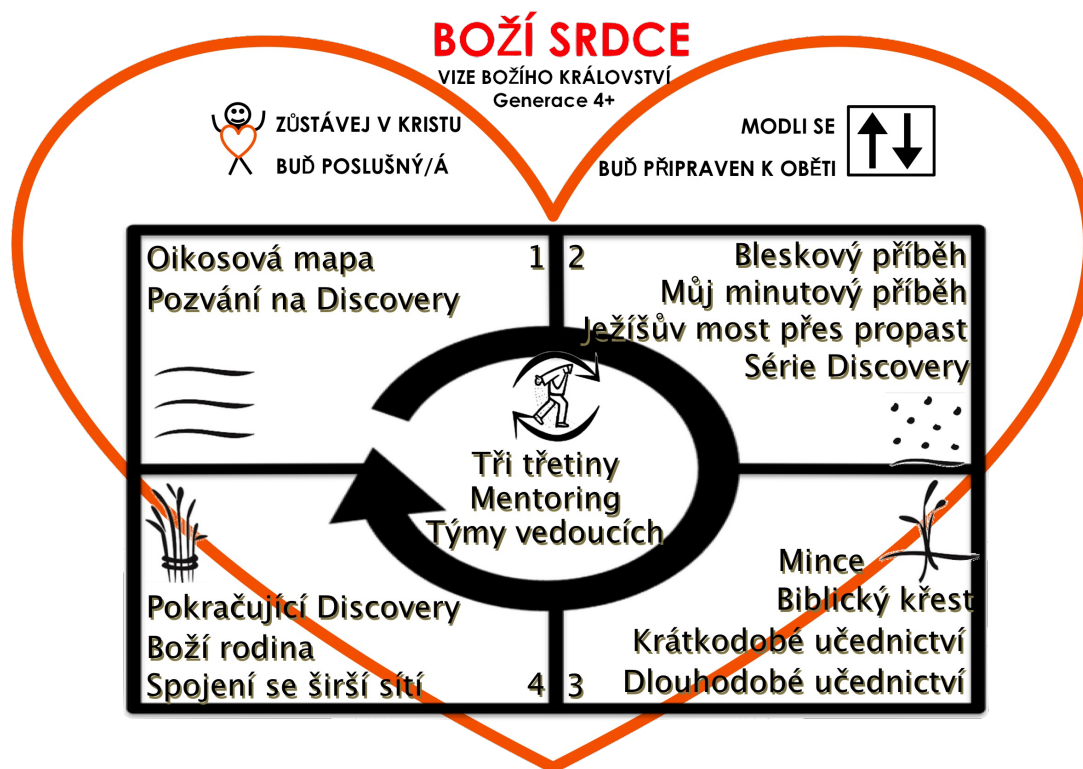 BOŽÍ SRDCE
VIZE BOŽÍHO KRÁLOVSTVÍ
Generace 4+
ZŮSTÁVEJ V KRISTU
BUĎ POSLUŠNÝ/Á
MODLI SE
BUĎ PŘIPRAVEN K OBĚTI
Oikosová mapa
Pozvání na Discovery
1
2
Bleskový příběh
Můj minutový příběh
Ježíšův most přes propast
Série Discovery
Tři třetiny
Mentoring
Týmy vedoucích
Mince
Biblický křest
Krátkodobé učednictví
Dlouhodobé učednictví
3
Pokračující Discovery
Boží rodina
Spojení se širší sítí
4